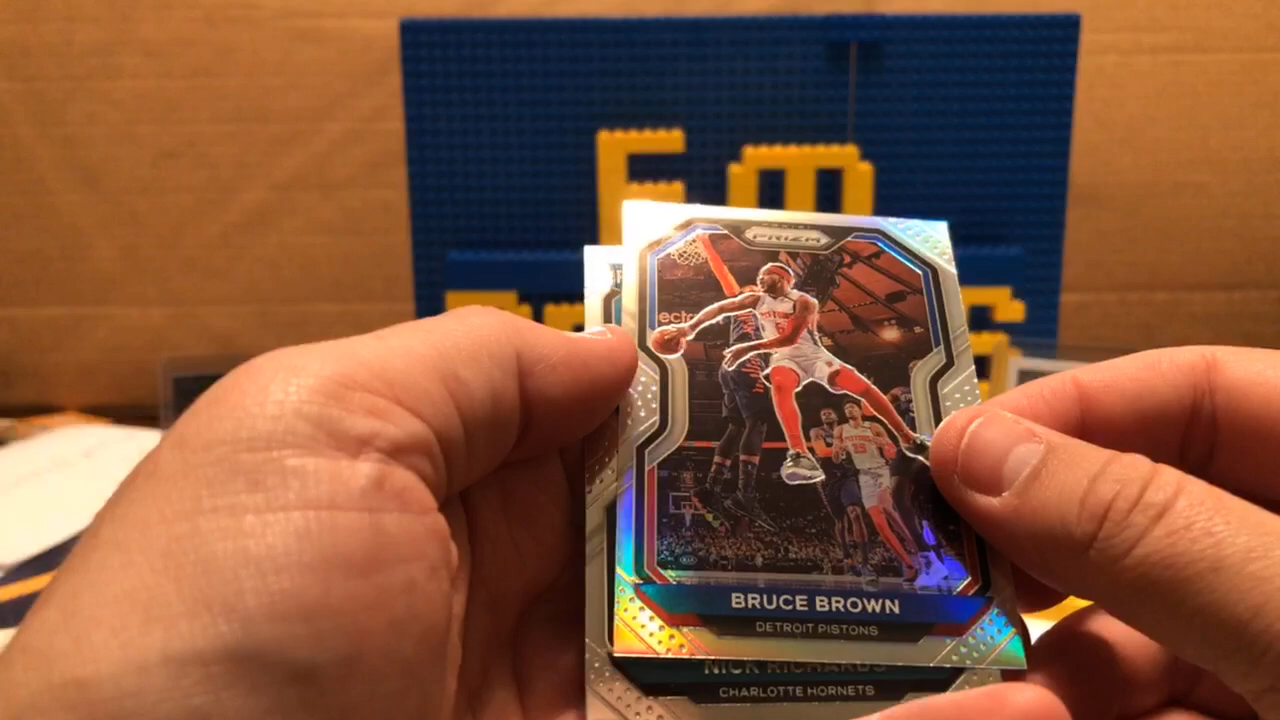 E M
PRIZM
BRUCE BROWN
DETROIT PISTONS
NICK RICHARDS
CHARLOTTE HORNETS